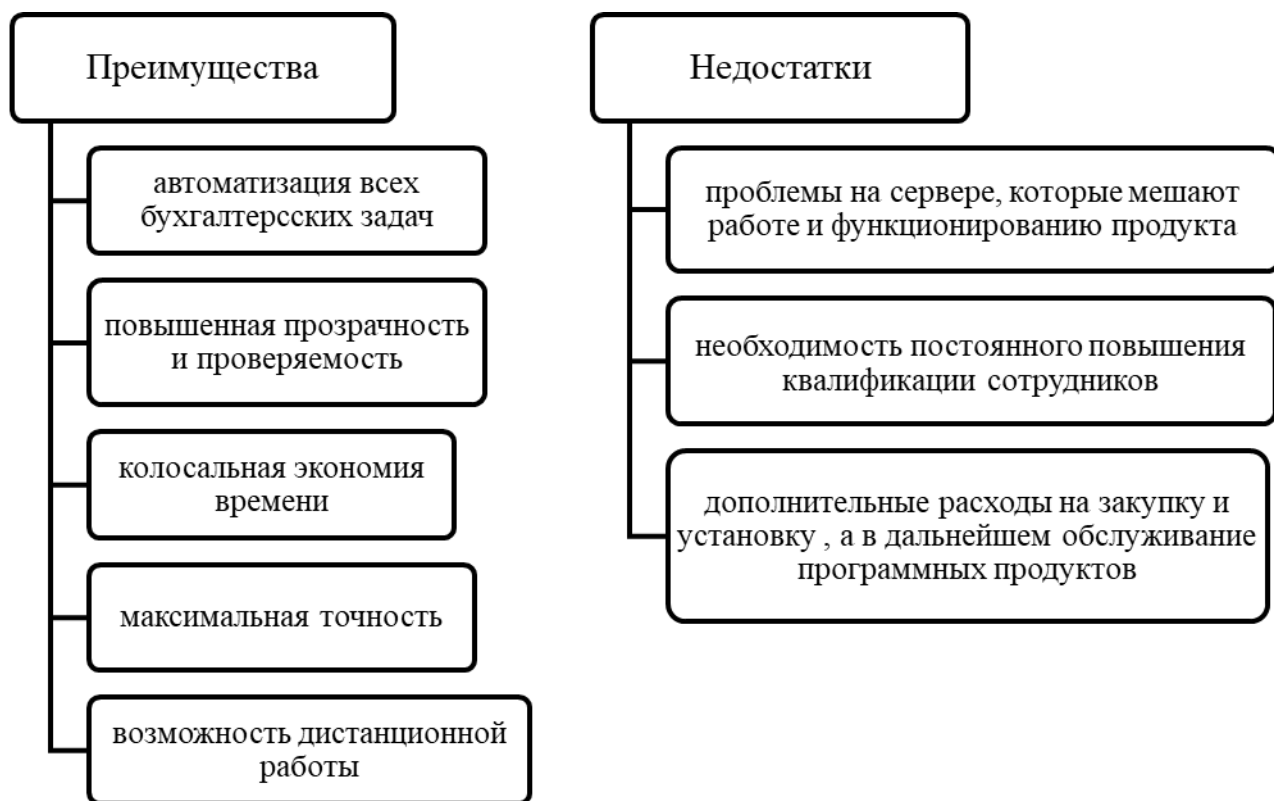 Преимущества
автоматизация всех
бухгалтерсских задач
повышенная прозрачность
и проверяемость
колосальная экономия
времени
максимальная точность
возможность дистанционной
работы
Недостатки
проблемы на сервере, которые мешают
работе и функционированию продукта
необходимость постоянного повышения
квалификации сотрудников
дополнительные расходы на закупку и
установку , а в дальнейшем обслуживание
программных продуктов